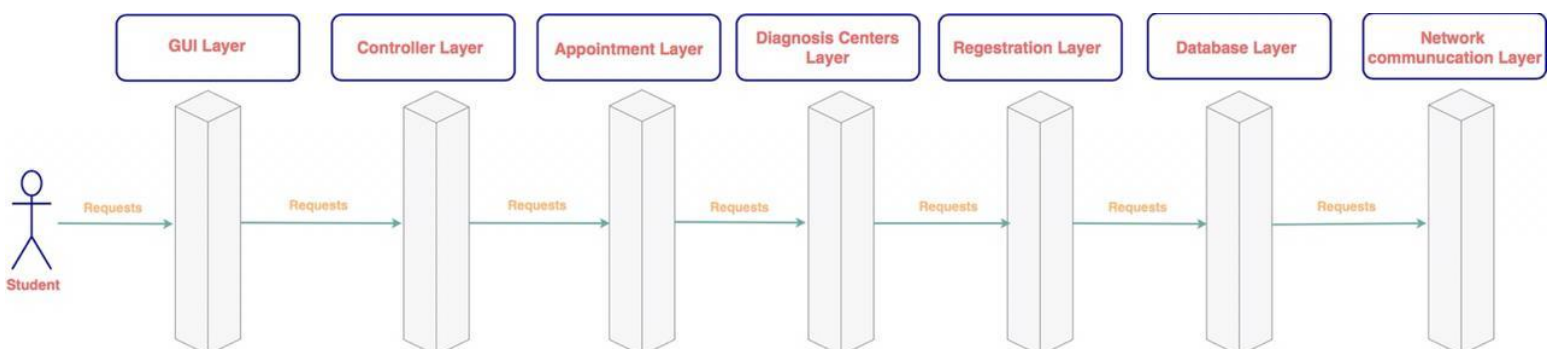 GUI Layer
Controller Layer
Appointment Layer
Diagnosis Centers
Layer
Regestration Layer
Database Layer
Network
communucation Layer
Requests
Requests
Requests
Requests
Requests
Requests
Requests
Student